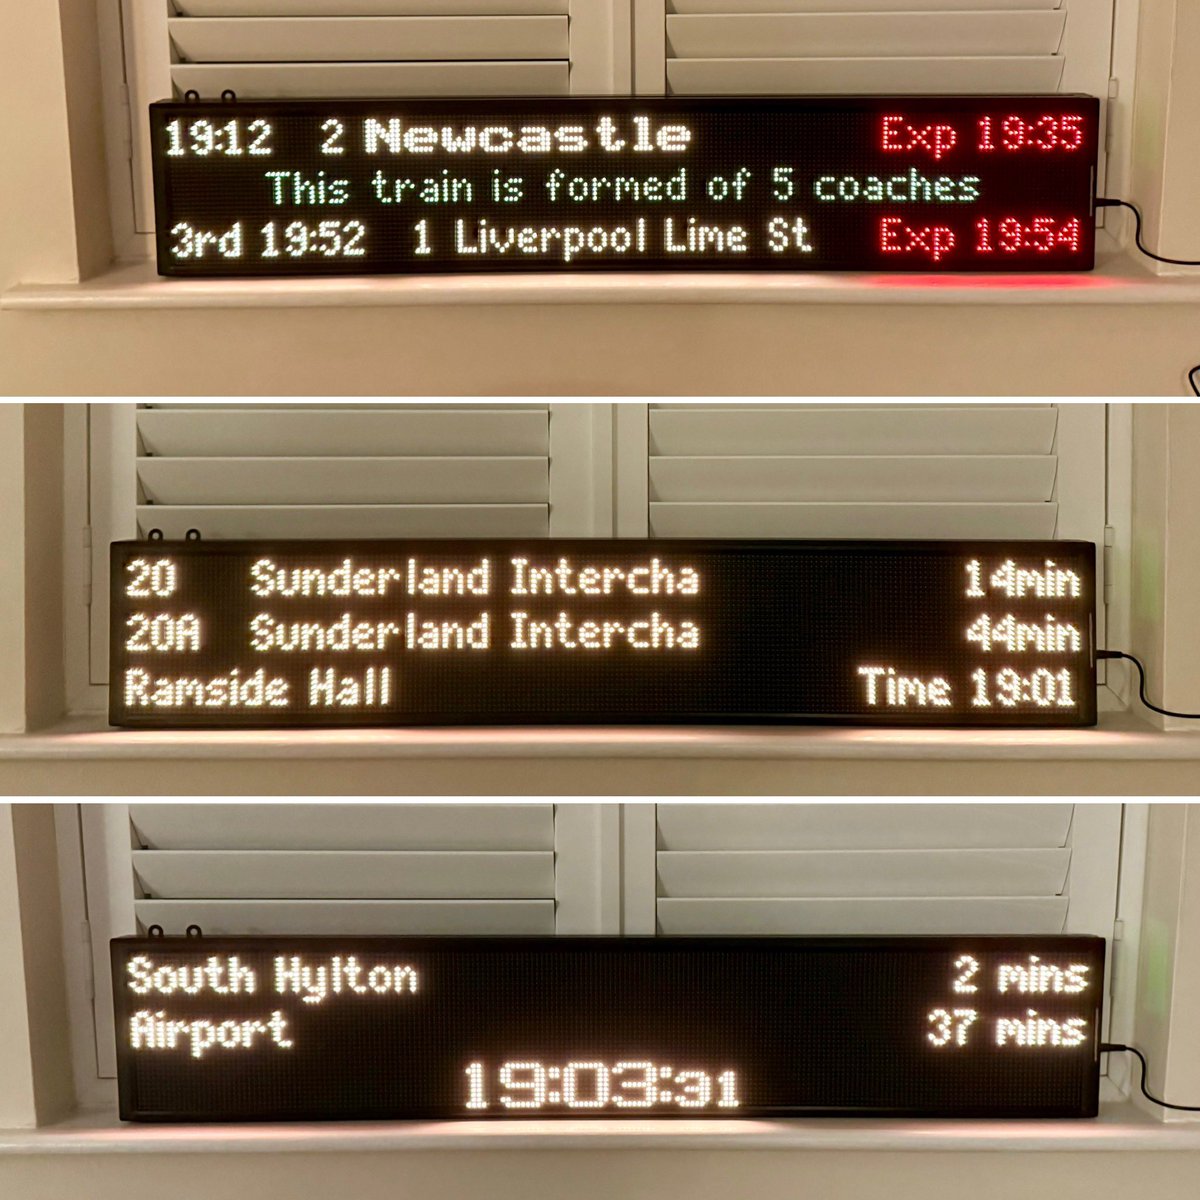 19:12 2 Newcastle Exp 19:35
This train is formed of 5 coaches
3rd 19:52 1 Liverpool Lime St Exp 19:54
20 Sunderland Intercha 14min
20A Sunderland Intercha 44min
Ramside Hall Time 19:01
South Hylton 2 mins
Airport 37 mins
19:03:31